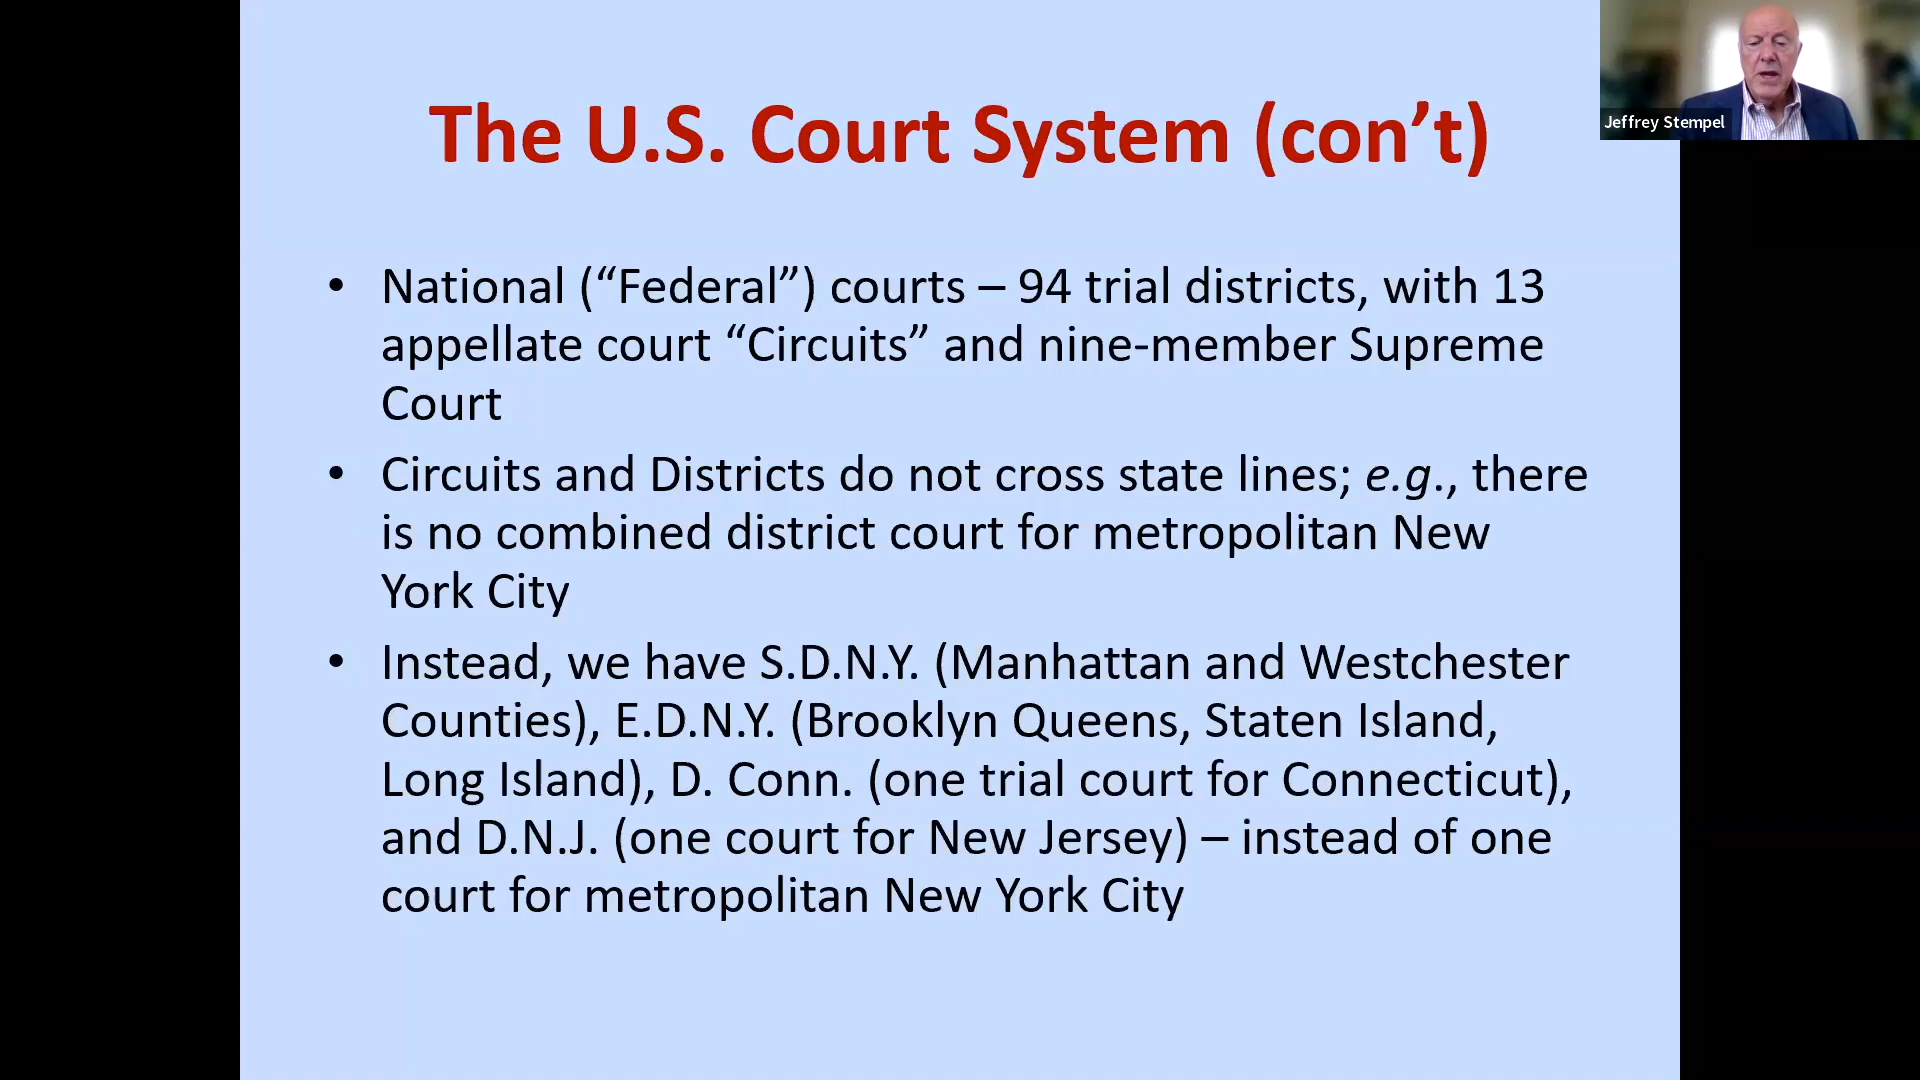 The U.S. Court System (con’t)
Jeffrey Stempel
• National (“Federal”) courts – 94 trial districts, with 13
appellate court “Circuits” and nine-member Supreme
Court
• Circuits and Districts do not cross state lines; e.g., there
is no combined district court for metropolitan New
York City
• Instead, we have S.D.N.Y. (Manhattan and Westchester
Counties), E.D.N.Y. (Brooklyn Queens, Staten Island,
Long Island), D. Conn. (one trial court for Connecticut),
and D.N.J. (one court for New Jersey) – instead of one
court for metropolitan New York City